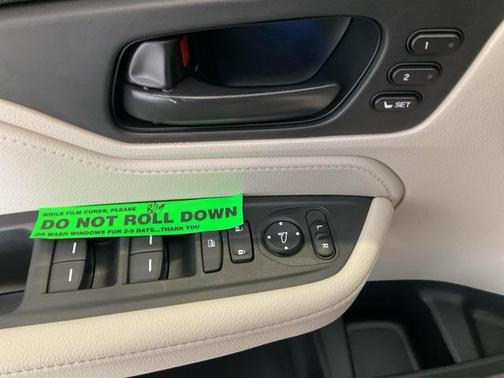 1
2
SET
WHILE FILM CURES, PLEASE 8/19
DO NOT ROLL DOWN
OR WASH WINDOWS FOR 3-5 DAYS...THANK YOU
L
R